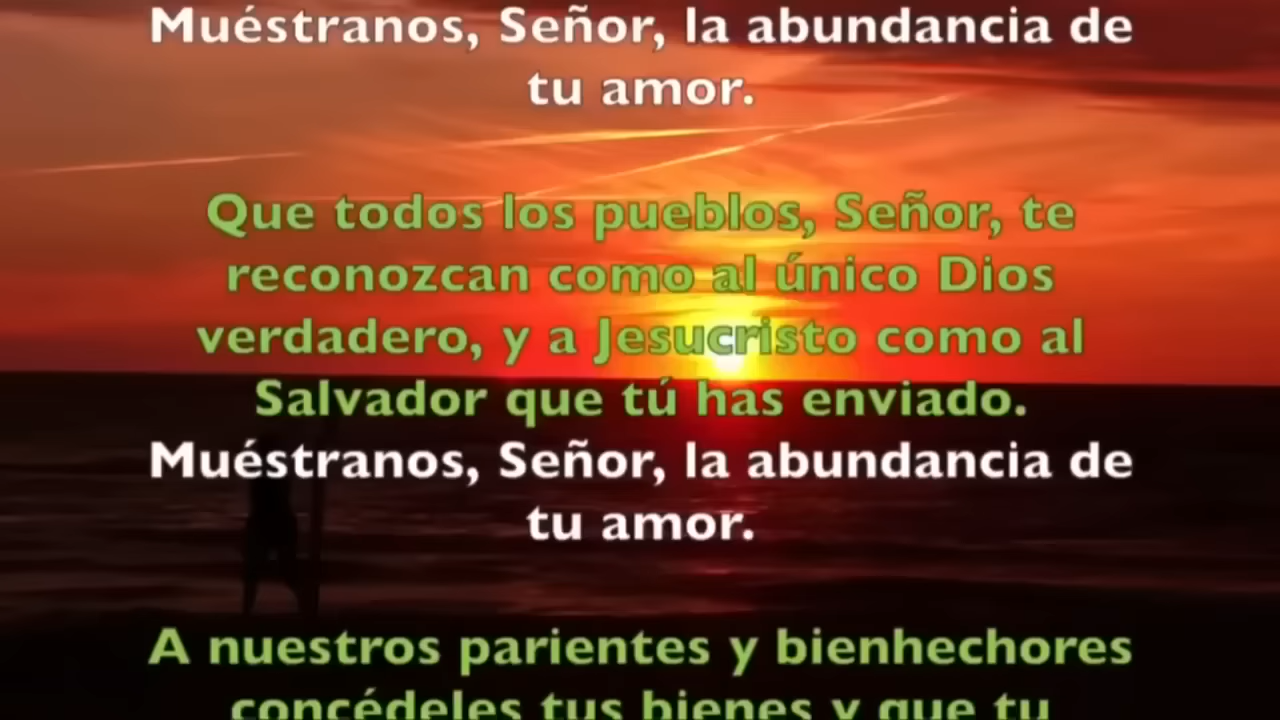 Muéstranos, Señor, la abundancia de
tu amor.
Que todos los pueblos, Señor, te
reconozcan como al único Dios
verdadero, y a Jesucristo como al
Salvador que tú has enviado.
Muéstranos, Señor, la abundancia de
tu amor.
A nuestros parientes y bienhechores
concédeles tus bienes y que tu